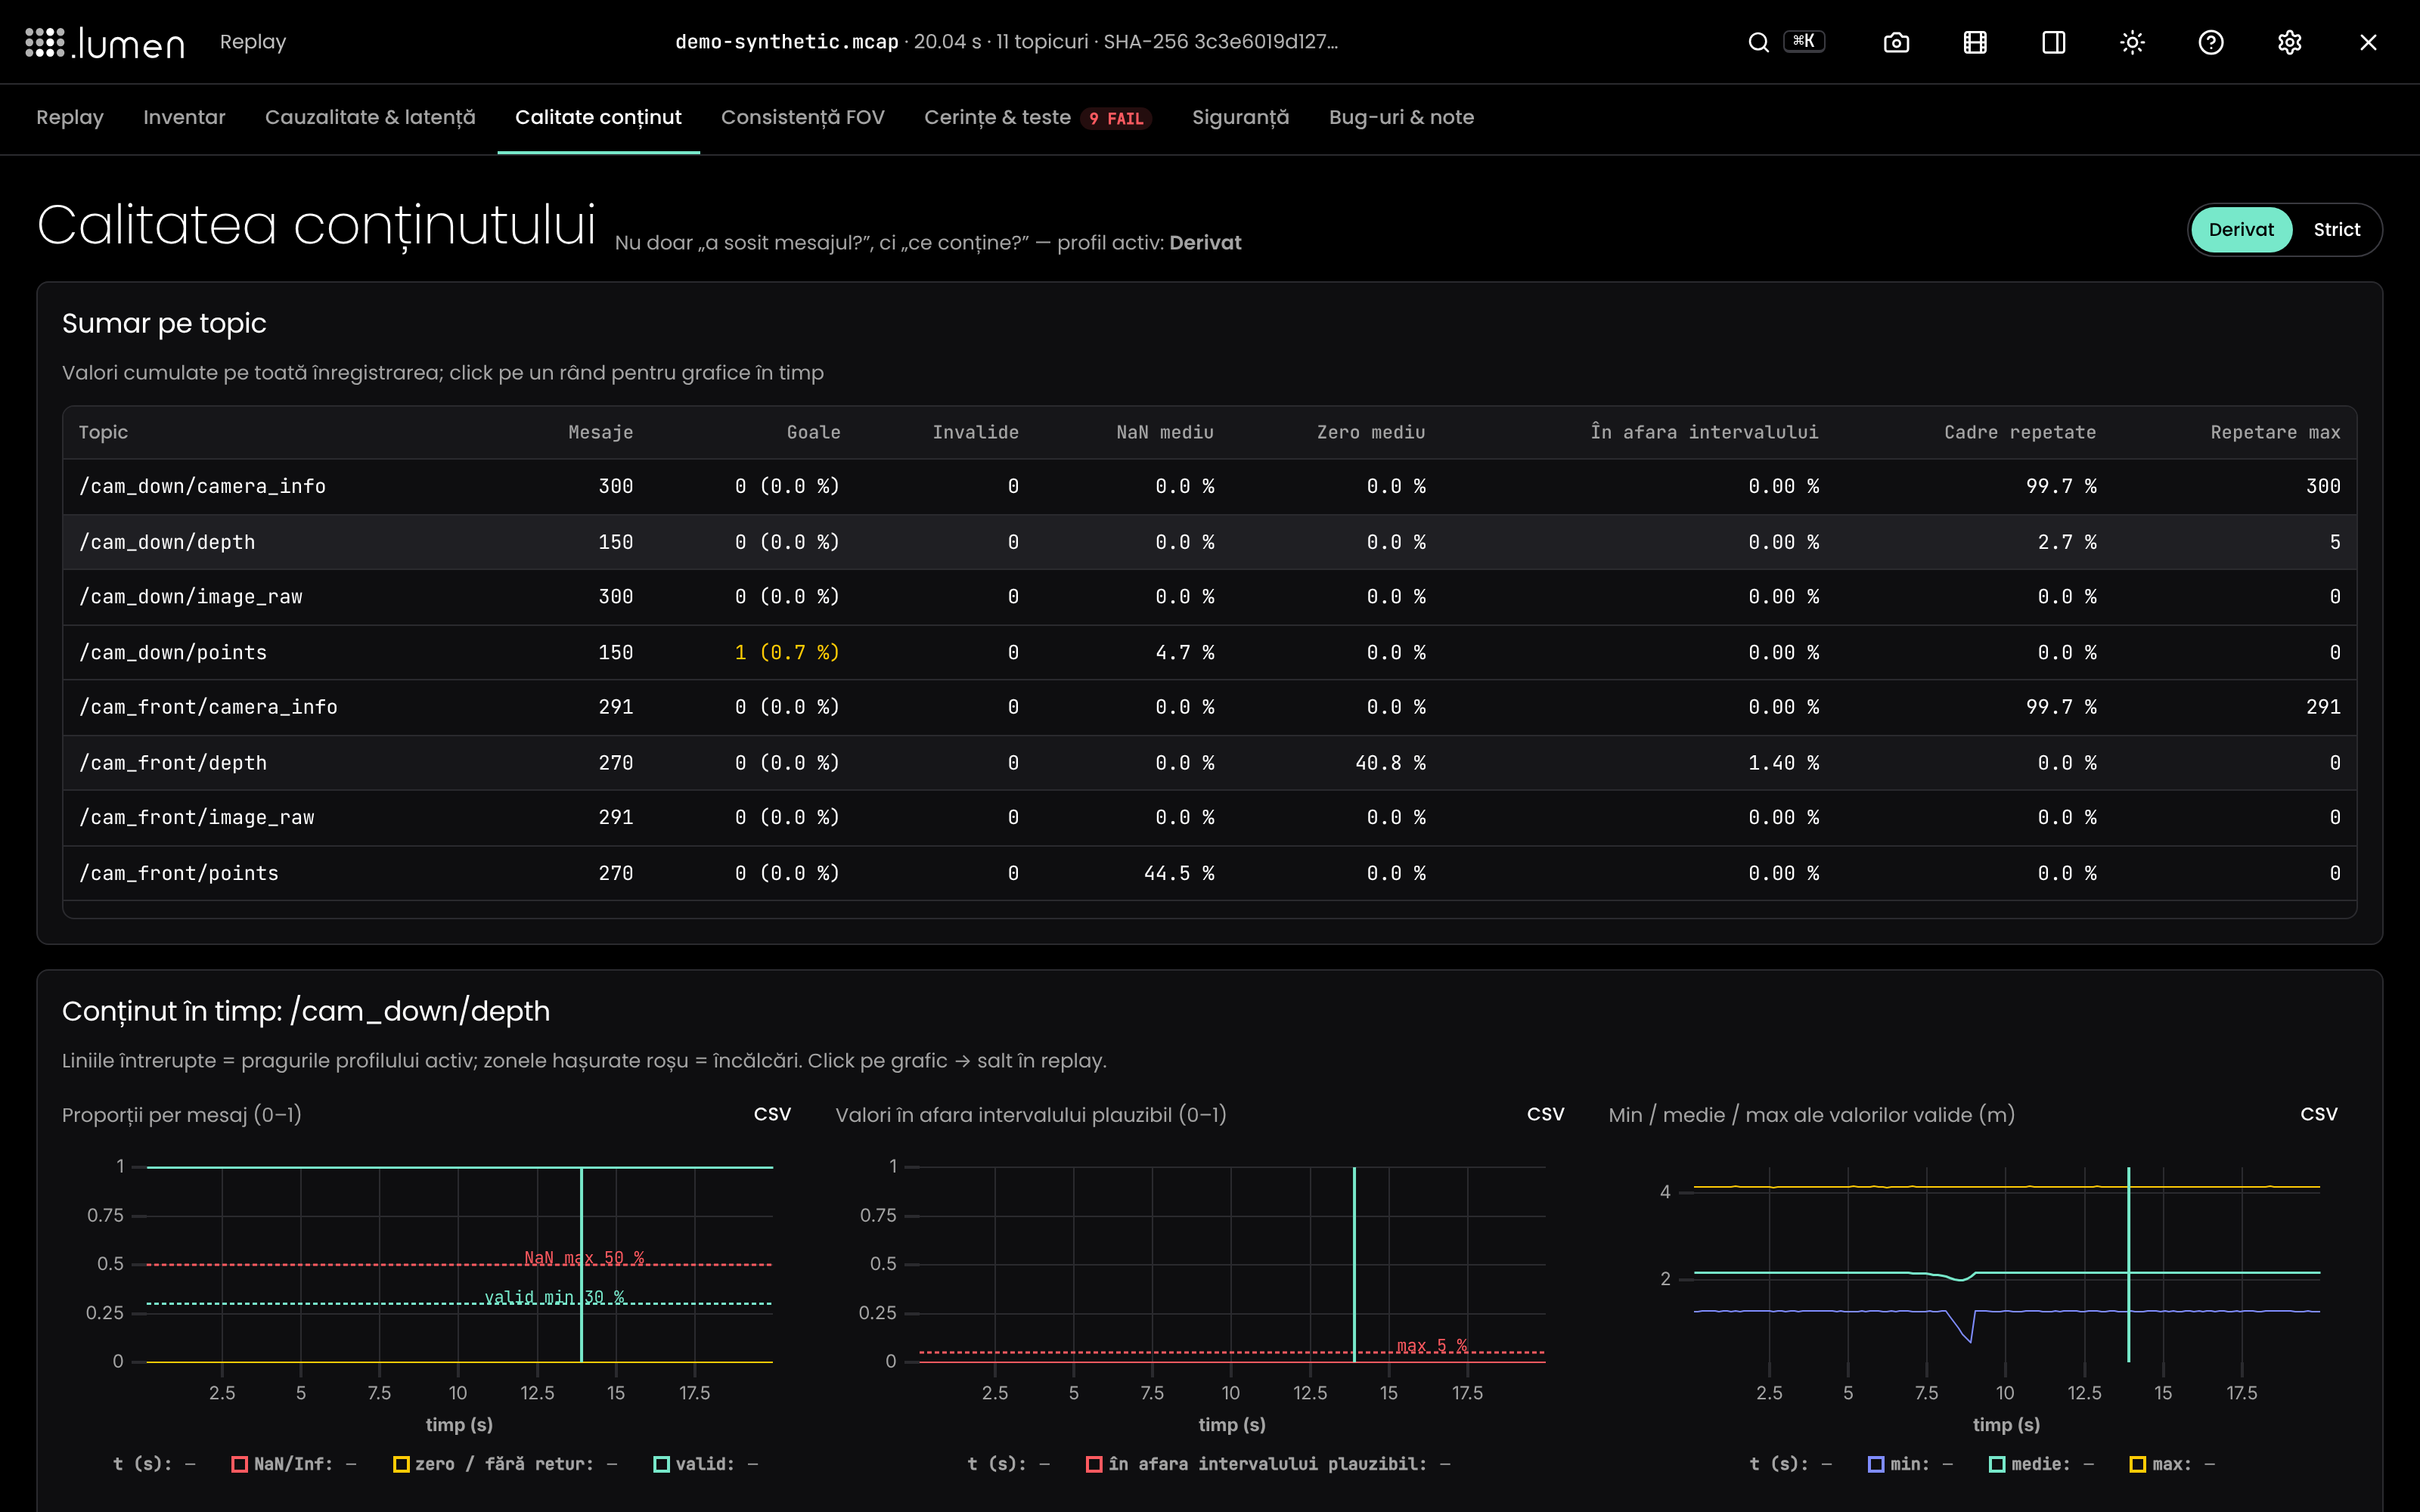 .lumen Replay demo-synthetic.mcap · 20.04 s · 11 topicuri · SHA-256 3c3e6019d127... ⌘K
Replay Inventar Cauzalitate & latență Calitate conținut Consistență FOV Cerințe & teste 9 FAIL Siguranță Bug-uri & note
Calitatea conținutului Nu doar „a sosit mesajul?”, ci „ce conține?” — profil activ: Derivat Derivat Strict
Sumar pe topic
Valori cumulate pe toată înregistrarea; click pe un rând pentru grafice în timp
Topic Mesaje Goale Invalide NaN mediu Zero mediu În afara intervalului Cadre repetate Repetare max
/cam_down/camera_info 300 0 (0.0 %) 0 0.0 % 0.0 % 0.00 % 99.7 % 300
/cam_down/depth 150 0 (0.0 %) 0 0.0 % 0.0 % 0.00 % 2.7 % 5
/cam_down/image_raw 300 0 (0.0 %) 0 0.0 % 0.0 % 0.00 % 0.0 % 0
/cam_down/points 150 1 (0.7 %) 0 4.7 % 0.0 % 0.00 % 0.0 % 0
/cam_front/camera_info 291 0 (0.0 %) 0 0.0 % 0.0 % 0.00 % 99.7 % 291
/cam_front/depth 270 0 (0.0 %) 0 0.0 % 40.8 % 1.40 % 0.0 % 0
/cam_front/image_raw 291 0 (0.0 %) 0 0.0 % 0.0 % 0.00 % 0.0 % 0
/cam_front/points 270 0 (0.0 %) 0 44.5 % 0.0 % 0.00 % 0.0 % 0
Conținut în timp: /cam_down/depth
Liniile întrerupte = pragurile profilului activ; zonele hașurate roșu = încălcări. Click pe grafic → salt în replay.
Proporții per mesaj (0–1) CSV
1
0.75
0.5
0.25
0
NaN max 50 %
valid min 30 %
2.5 5 7.5 10 12.5 15 17.5
timp (s)
t (s): — NaN/Inf: — zero / fără retur: — valid: —
Valori în afara intervalului plauzibil (0–1) CSV
1
0.75
0.5
0.25
0
max 5 %
2.5 5 7.5 10 12.5 15 17.5
timp (s)
t (s): — în afara intervalului plauzibil: —
Min / medie / max ale valorilor valide (m) CSV
4
2
2.5 5 7.5 10 12.5 15 17.5
timp (s)
t (s): — min: — medie: — max: —